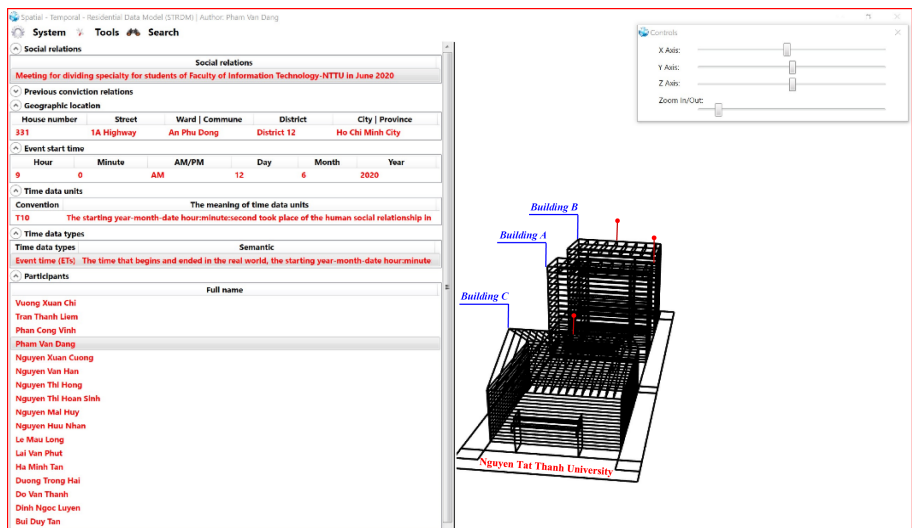 Spatial - Temporal - Residential Data Model (STRDM) | Author: Pham Van Dang
System Tools Search
Social relations
Social relations
Meeting for dividing specialty for students of Faculty of Information Technology-NTTU in June 2020
Previous conviction relations
Geographic location
House number Street Ward | Commune District City | Province
331 1A Highway An Phu Dong District 12 Ho Chi Minh City
Event start time
Hour Minute AM/PM Day Month Year
9 0 AM 12 6 2020
Time data units
Convention The meaning of time data units
T10 The starting year-month-date hour:minute:second took place of the human social relationship in
Time data types
Time data types Semantic
Event time (ETs) The time that begins and ended in the real world, the starting year-month-date hour:minute
Participants
Full name
Vuong Xuan Chi
Tran Thanh Liem
Phan Cong Vinh
Pham Van Dang
Nguyen Xuan Cuong
Nguyen Van Han
Nguyen Thi Hong
Nguyen Thi Hoan Sinh
Nguyen Mai Huy
Nguyen Huu Nhan
Le Mau Long
Lai Van Phut
Ha Minh Tan
Duong Trong Hai
Do Van Thanh
Dinh Ngoc Luyen
Bui Duy Tan
Controls
X Axis:
Y Axis:
Z Axis:
Zoom In/Out:
Building B
Building A
Building C
Nguyen Tat Thanh University